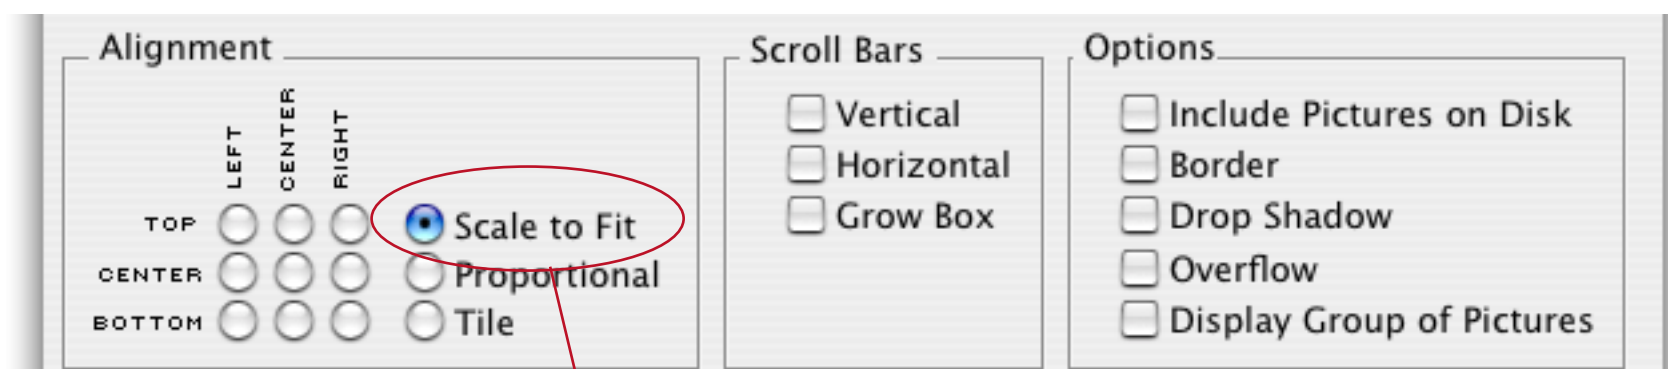 Alignment
LEFT
CENTER
RIGHT
TOP
CENTER
BOTTOM
Scale to Fit
Proportional
Tile
Scroll Bars
Vertical
Horizontal
Grow Box
Options
Include Pictures on Disk
Border
Drop Shadow
Overflow
Display Group of Pictures